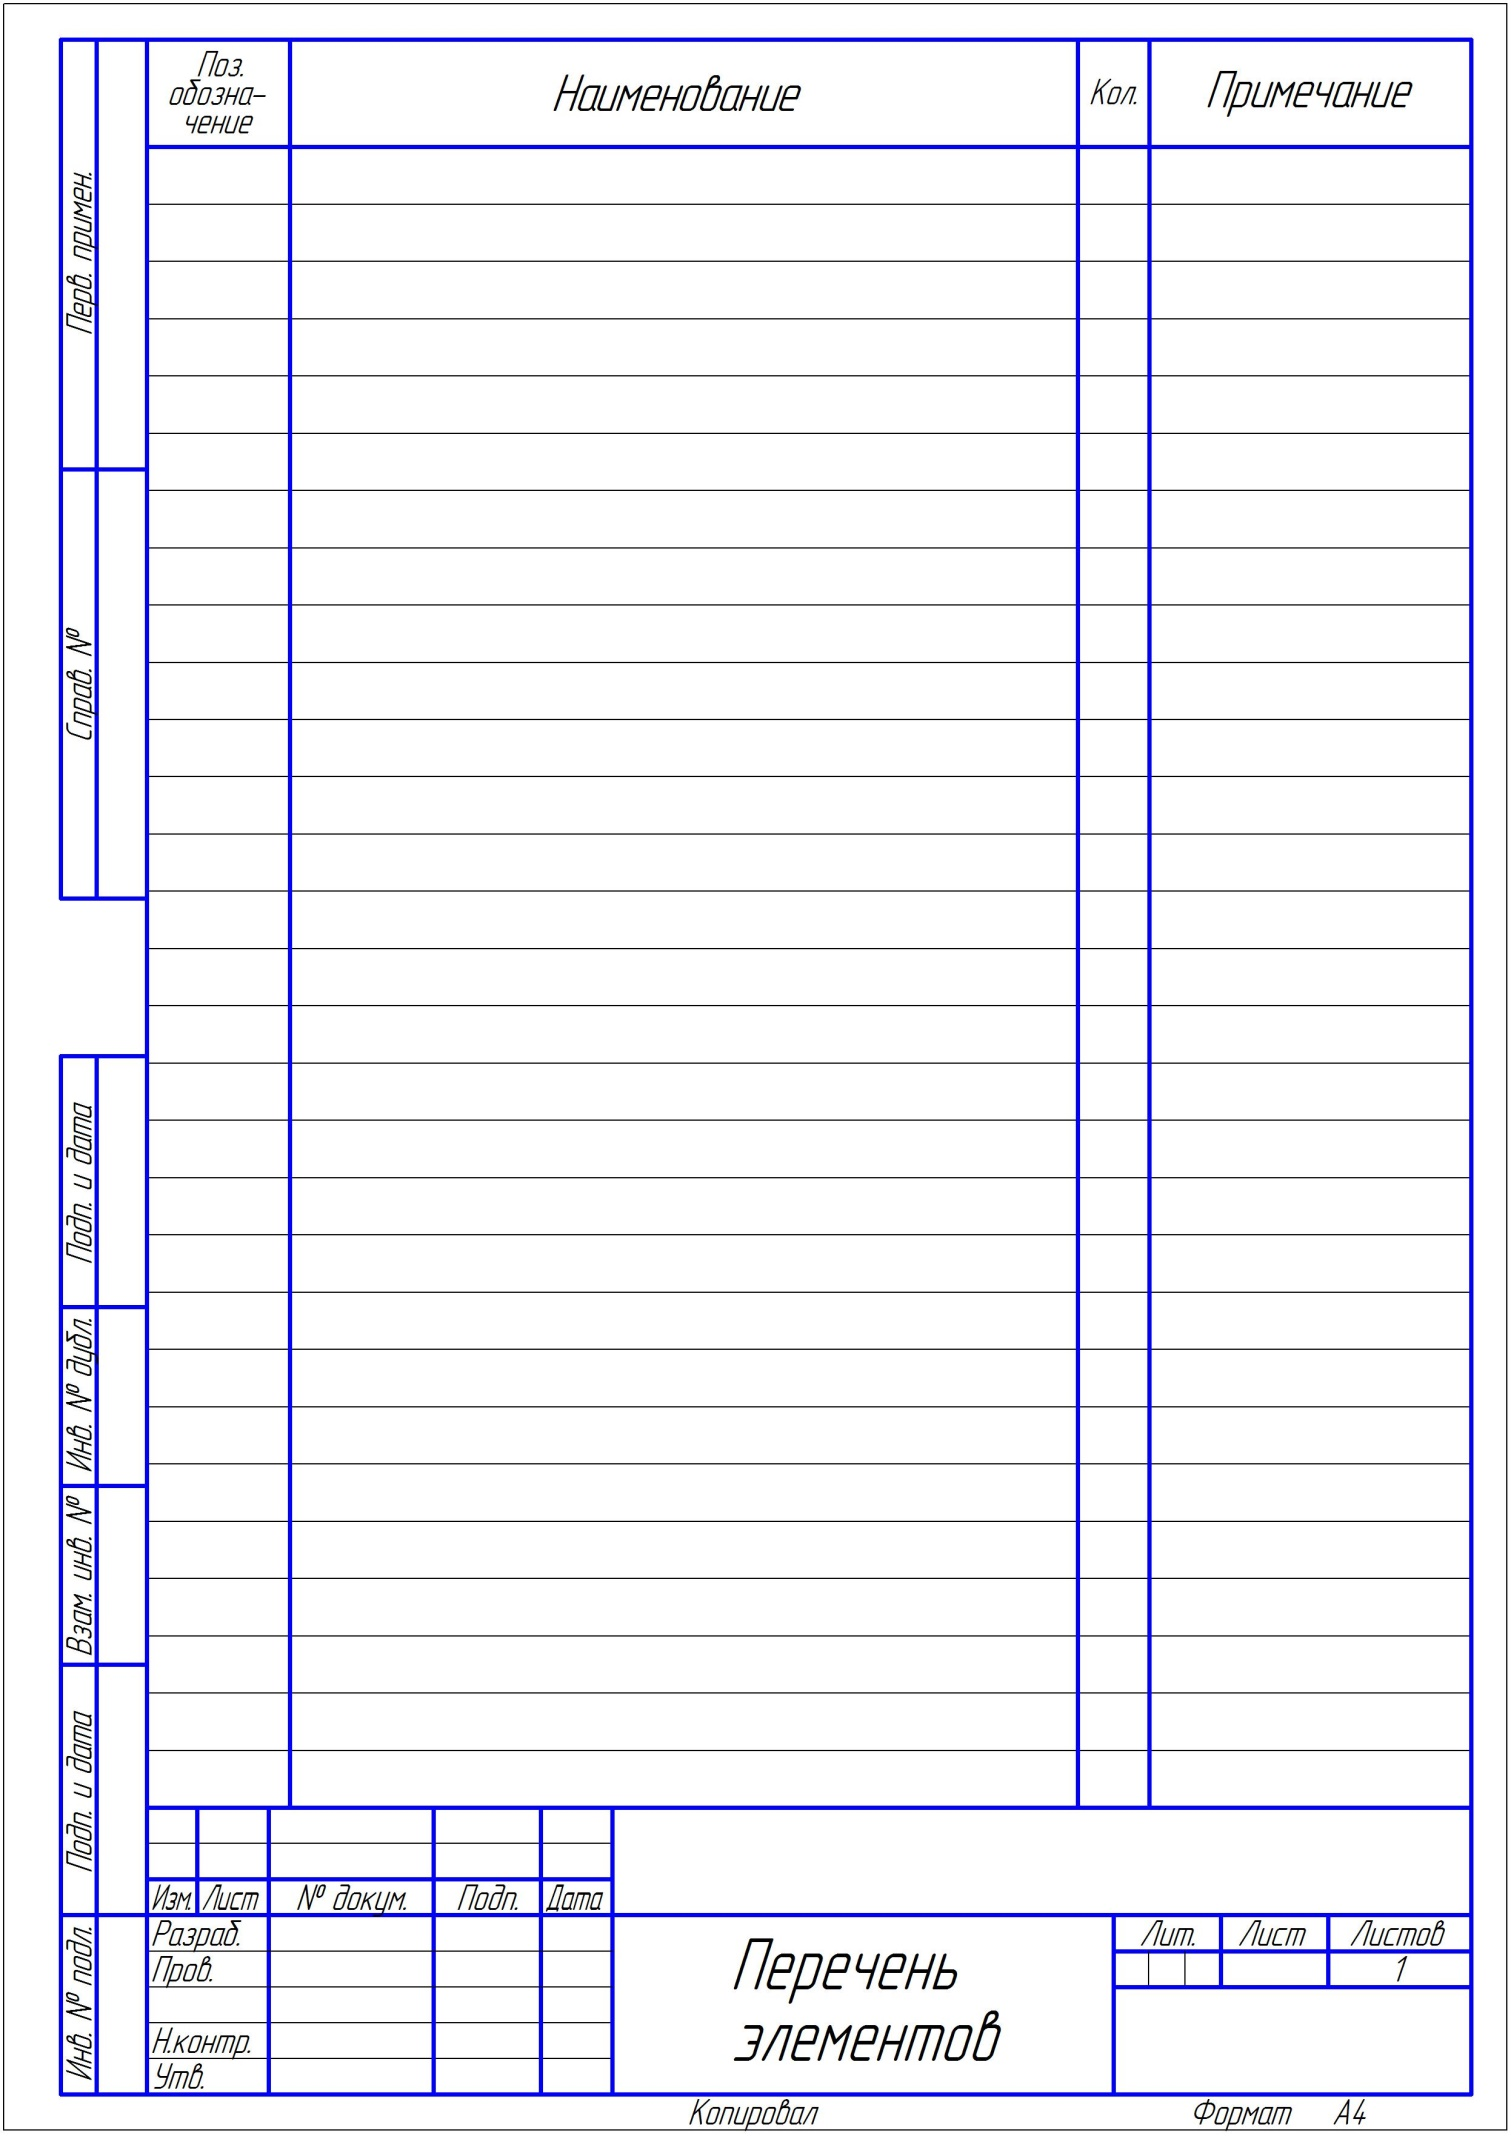 Поз.
обозна-
чение
Наименование
Кол.
Примечание
Перв. примен.
Справ. №
Подп. и дата
Инв. № дубл.
Взам. инв. №
Подп. и дата
Инв. № подл.
Изм. Лист № докум. Подп. Дата
Разраб.
Пров.
Н.контр.
Утв.
Перечень
элементов
Лит. Лист Листов
1
Копировал Формат А4